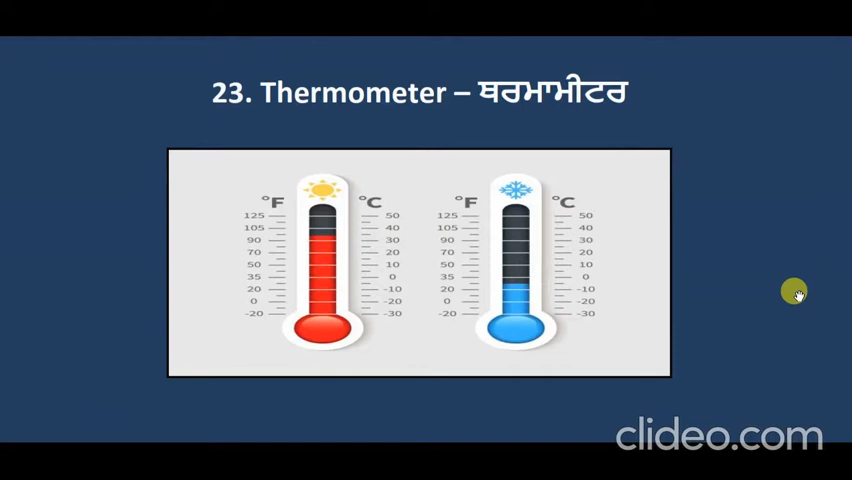 23. Thermometer – ਥਰਮਾਮੀਟਰ
°F °C °F °C
125 50 125 50
105 40 105 40
90 30 90 30
70 20 70 20
50 10 50 10
35 0 35 0
20 -10 20 -10
0 -20 0 -20
-20 -30 -20 -30
clideo.com